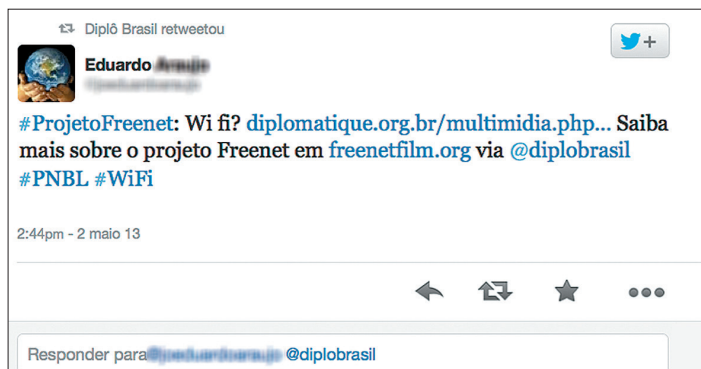 Diplô Brasil retweetou
Eduardo
#ProjetoFreenet: Wi fi? diplomatique.org.br/multimidia.php... Saiba
mais sobre o projeto Freenet em freenetfilm.org via @diplobrasil
#PNBL #WiFi
2:44pm - 2 maio 13
Responder para @diplobrasil